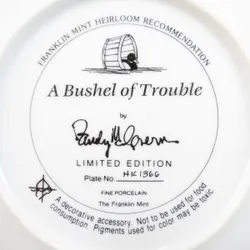 FRANKLIN MINT HEIRLOOM RECOMMENDATION
A Bushel of Trouble
by
LIMITED EDITION
Plate No. HK1366
FINE PORCELAIN
The Franklin Mint
A decorative accessory. Not to be used for food
consumption. Pigments used for color may be toxic.